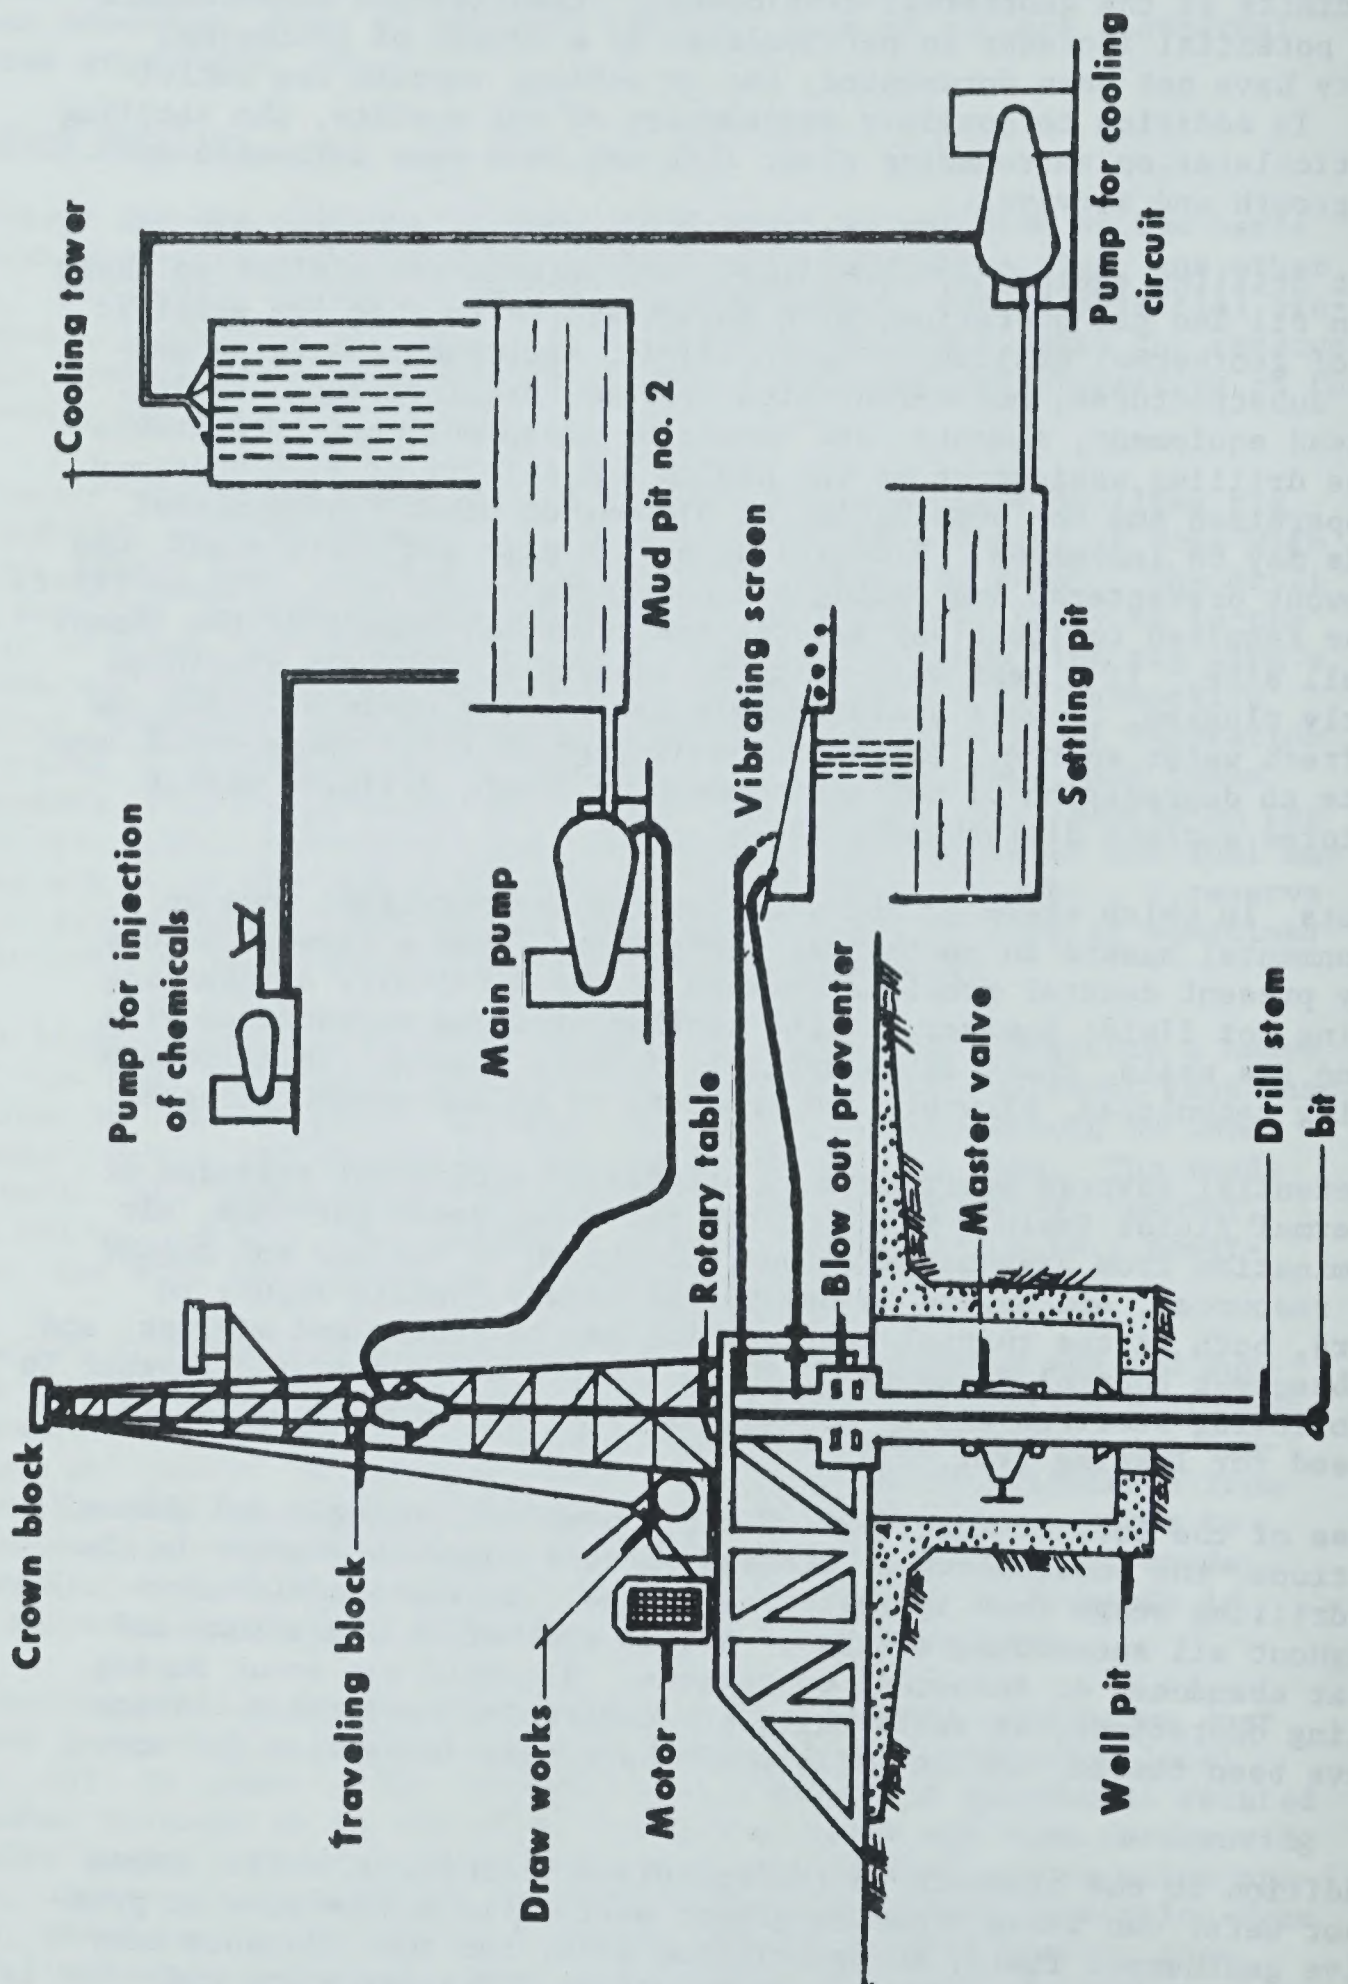 Crown block
Traveling block
Draw works
Motor
Well pit
Pump for injection
of chemicals
Main pump
Rotary table
Blow out preventer
Master valve
Drill stem
bit
Cooling tower
Mud pit no. 2
Vibrating screen
Settling pit
Pump for cooling
circuit